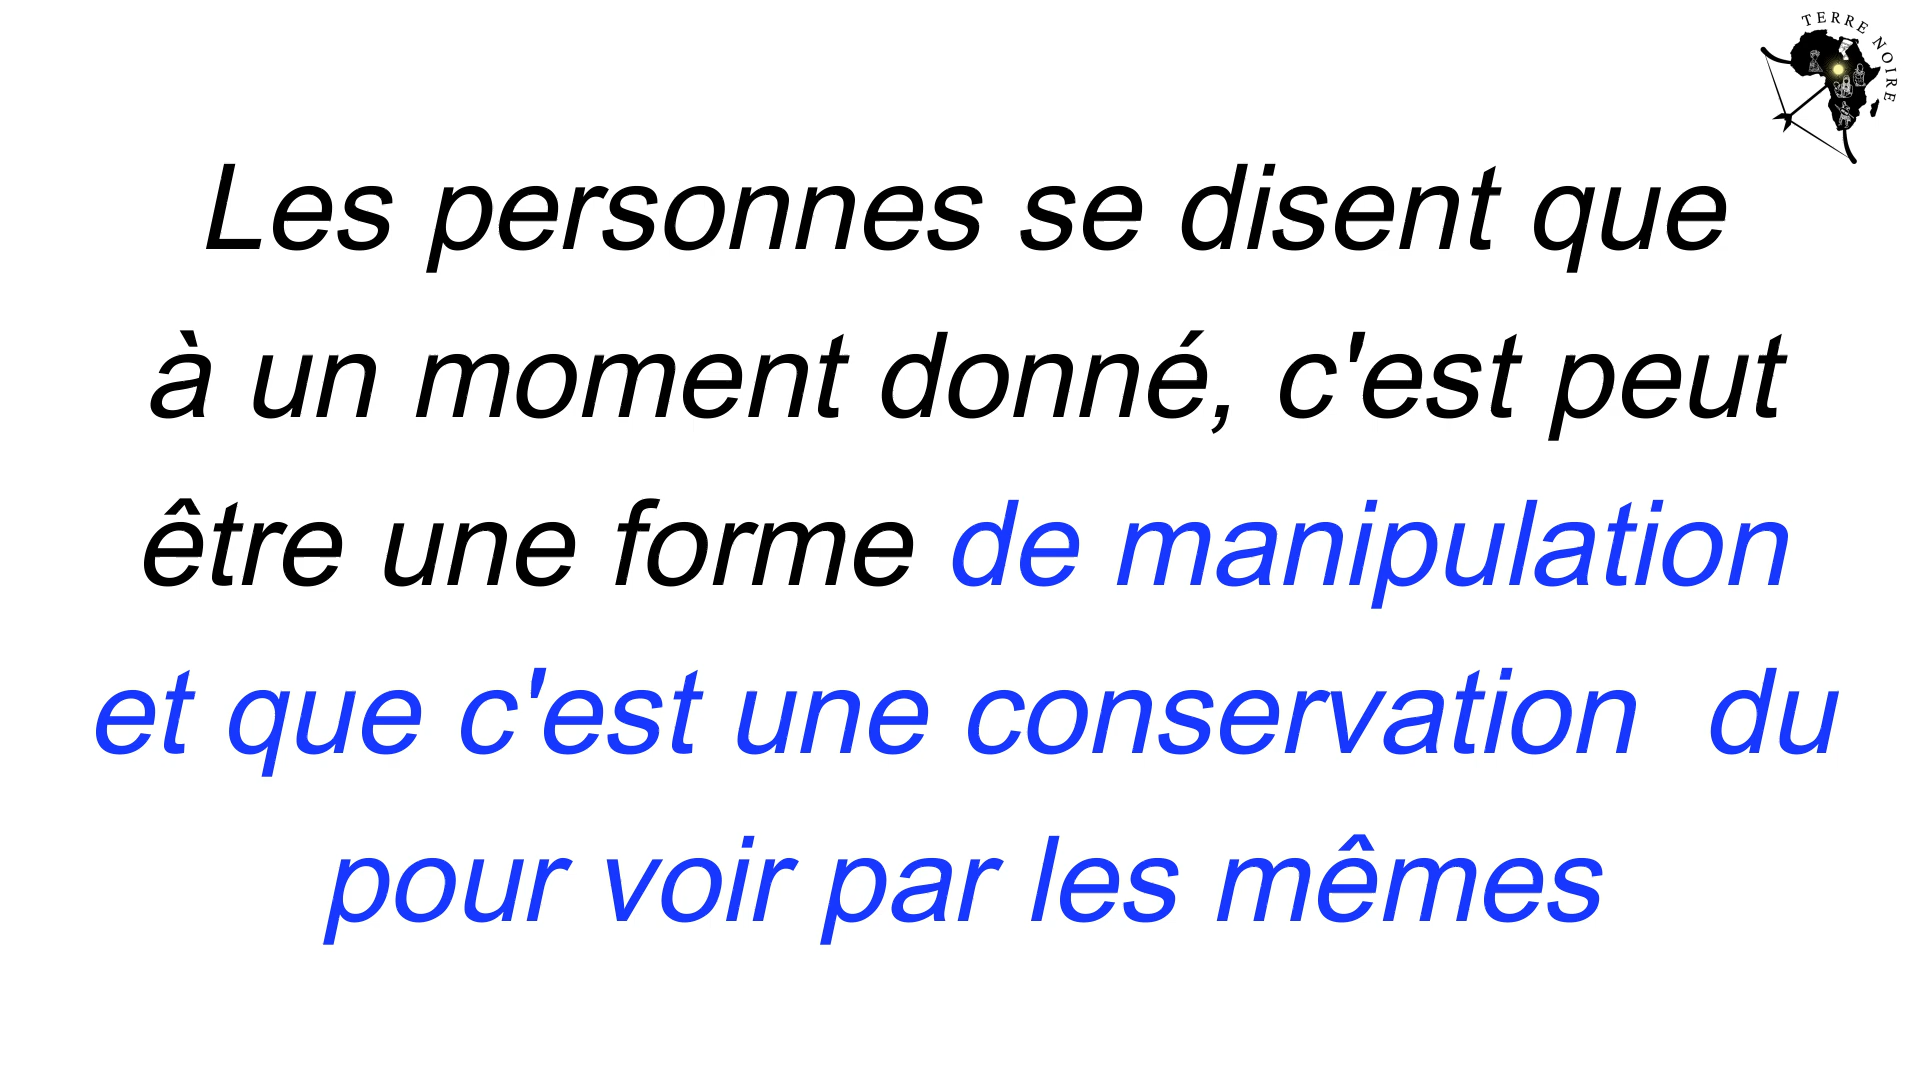 TERRE NOIRE
Les personnes se disent que
à un moment donné, c'est peut
être une forme de manipulation
et que c'est une conservation  du
pour voir par les mêmes